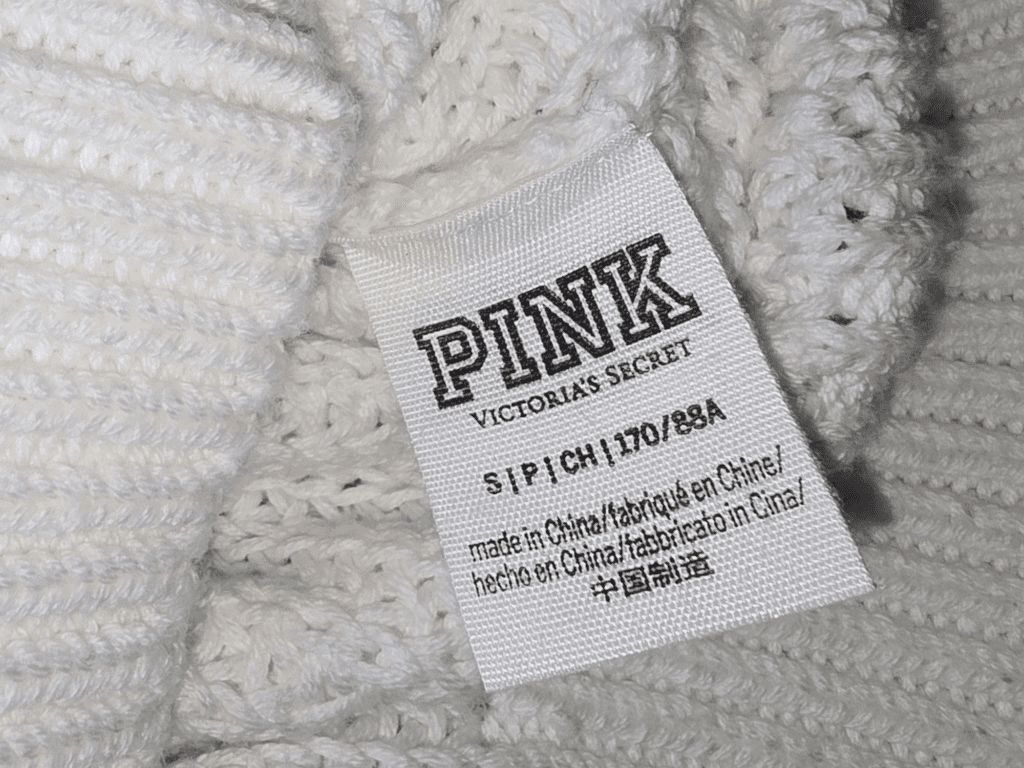 PINK
VICTORIA'S SECRET
S | P | CH | 170/88A
made in China/fabriqué en Chine/
hecho en China/fabbricato in Cina/
中国制造